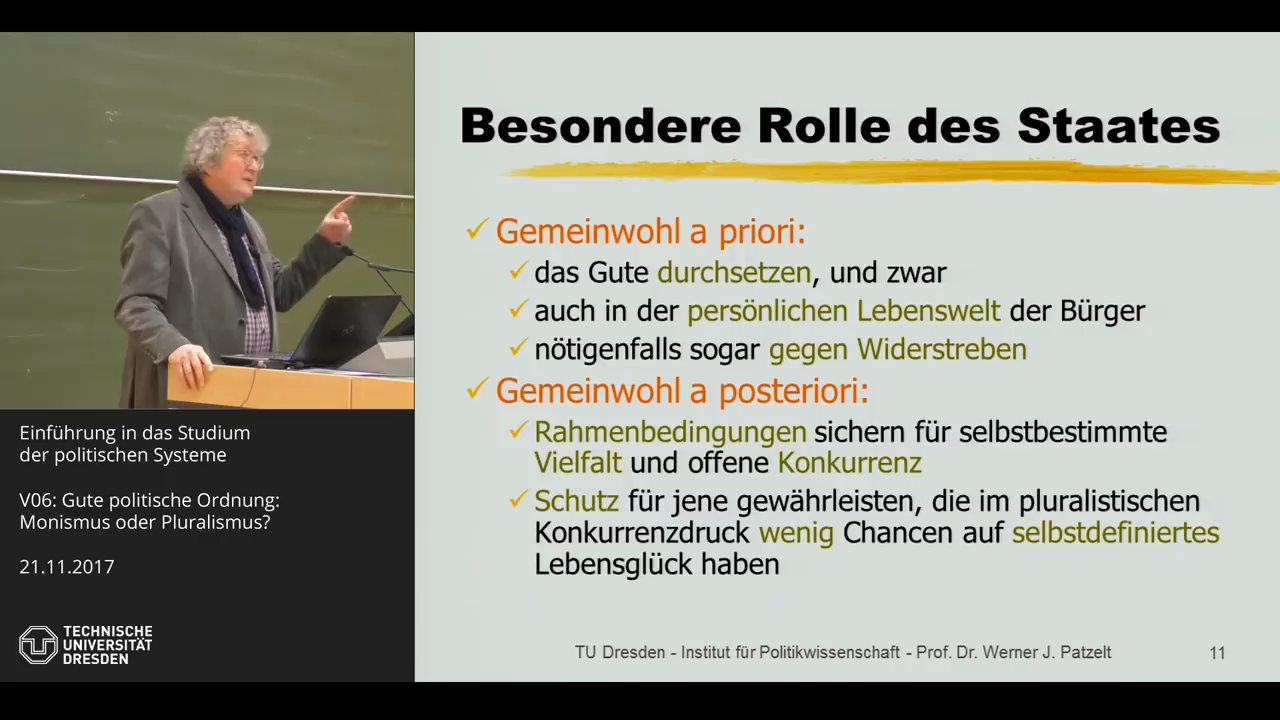 Besondere Rolle des Staates
Gemeinwohl a priori:
das Gute durchsetzen, und zwar
auch in der persönlichen Lebenswelt der Bürger
nötigenfalls sogar gegen Widerstreben
Gemeinwohl a posteriori:
Rahmenbedingungen sichern für selbstbestimmte
Vielfalt und offene Konkurrenz
Schutz für jene gewährleisten, die im pluralistischen
Konkurrenzdruck wenig Chancen auf selbstdefiniertes
Lebensglück haben
TU Dresden - Institut für Politikwissenschaft - Prof. Dr. Werner J. Patzelt
11
Einführung in das Studium
der politischen Systeme
V06: Gute politische Ordnung:
Monismus oder Pluralismus?
21.11.2017
TECHNISCHE
UNIVERSITÄT
DRESDEN